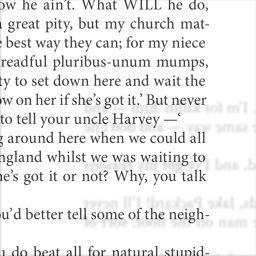 ow he ain't. What WILL he do,
great pity, but my church mat-
best way they can; for my niece
readful pluribus-unum mumps,
ty to set down here and wait the
ow on her if she's got it.' But never
to tell your uncle Harvey —'
g around here when we could all
ngland whilst we was waiting to
he's got it or not? Why, you talk
ou'd better tell some of the neigh-
u do beat all for natural stupid-